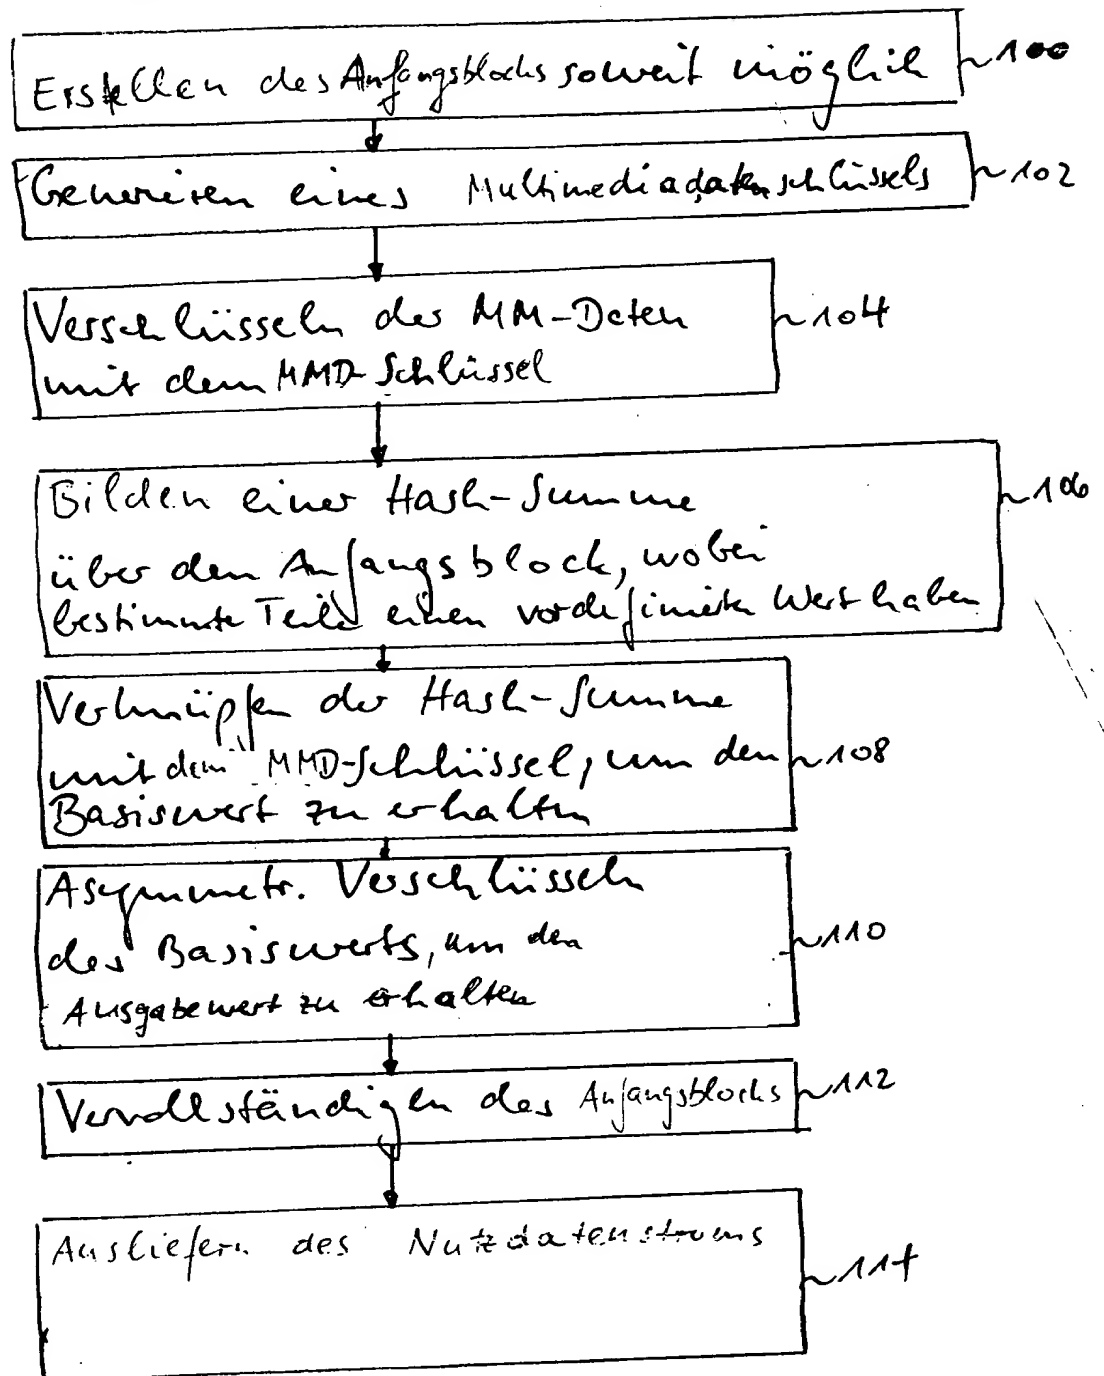 Erstellen des Anfangsblocks soweit möglich 100
Generieren eines Multimediadatenschlüssels 102
Verschlüsseln der MM-Daten 104
mit dem MMD-Schlüssel
Bilden einer Hash-Summe 106
über den Anfangsblock, wobei
bestimmte Teile einen vordefinierten Wert haben
Verknüpfen der Hash-Summe
mit dem MMD-Schlüssel, um den 108
Basiswert zu erhalten
Asymmetr. Verschlüsseln
des Basiswerts, um den 110
Ausgabewert zu erhalten
Vervollständigen des Anfangsblocks 112
Ausliefern des Nutzdatenstroms
114